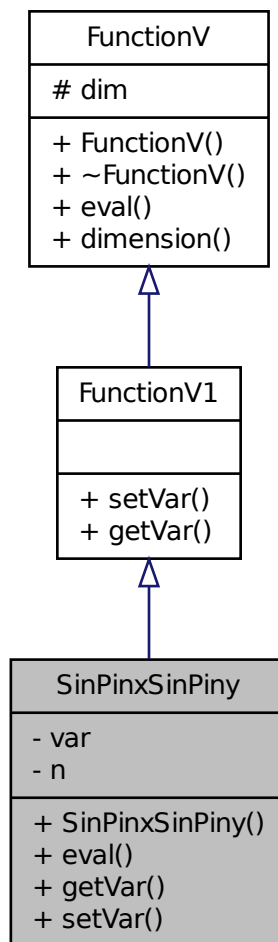 FunctionV
# dim
+ FunctionV()
+ ~FunctionV()
+ eval()
+ dimension()
FunctionV1
+ setVar()
+ getVar()
SinPinxSinPiny
- var
- n
+ SinPinxSinPiny()
+ eval()
+ getVar()
+ setVar()